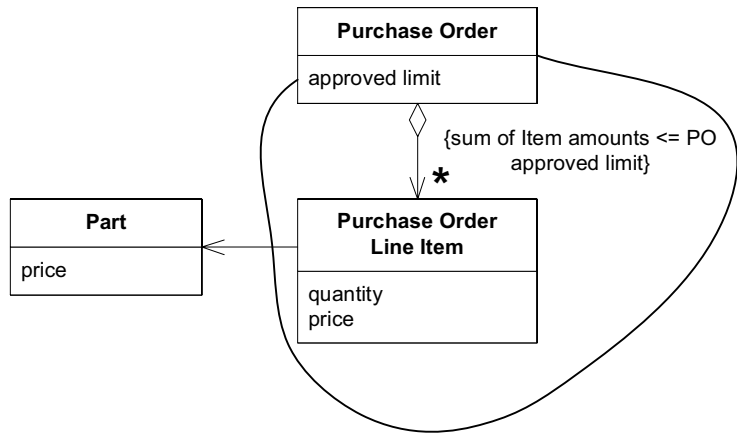 Purchase Order
approved limit
{sum of Item amounts <= PO
approved limit}
*
Part
price
Purchase Order
Line Item
quantity
price